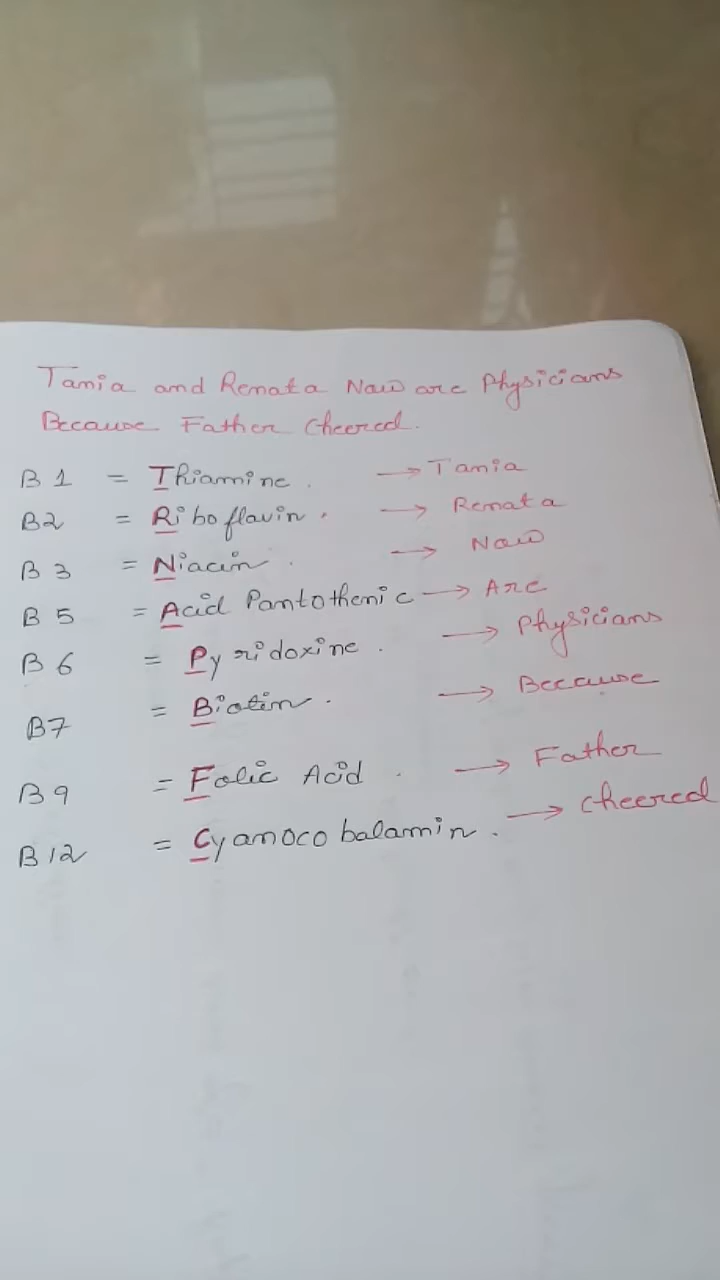 Tania and Renata Now are Physicians
Because Father Cheered.
B1 = Thiamine. → Tania
B2 = Riboflavin. → Renata
B3 = Niacin. → Now
B5 = Acid Pantothenic → Are
B6 = Pyridoxine. → Physicians
B7 = Biotin. → Because
B9 = Folic Acid. → Father
B12 = Cyanocobalamin. → Cheered